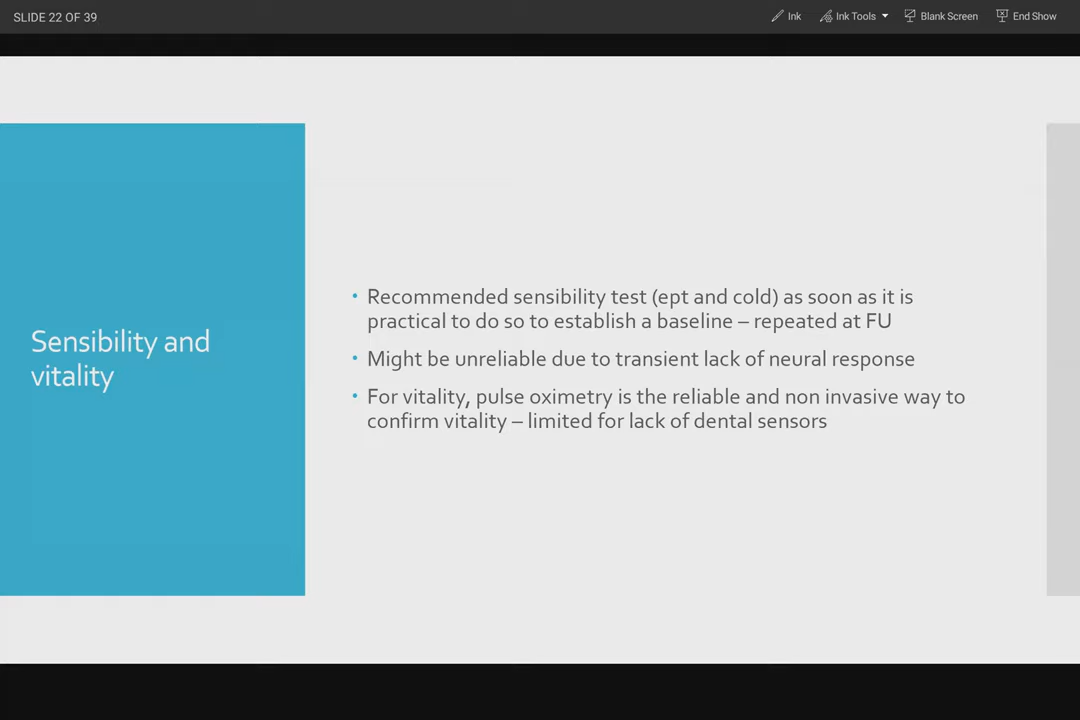 SLIDE 22 OF 39
Ink
Ink Tools
Blank Screen
End Show
Sensibility and
vitality
• Recommended sensibility test (ept and cold) as soon as it is
practical to do so to establish a baseline – repeated at FU
• Might be unreliable due to transient lack of neural response
• For vitality, pulse oximetry is the reliable and non invasive way to
confirm vitality – limited for lack of dental sensors